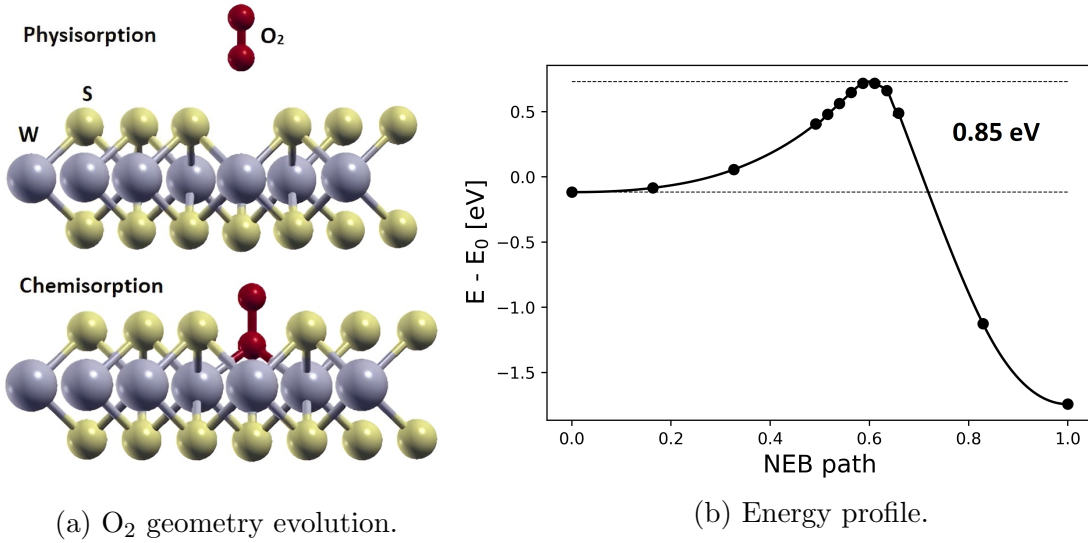 Physisorption
O₂
S
W
Chemisorption
(a) O₂ geometry evolution.
E - E₀ [eV]
0.5
0.0
−0.5
−1.0
−1.5
0.85 eV
0.0 0.2 0.4 0.6 0.8 1.0
NEB path
(b) Energy profile.